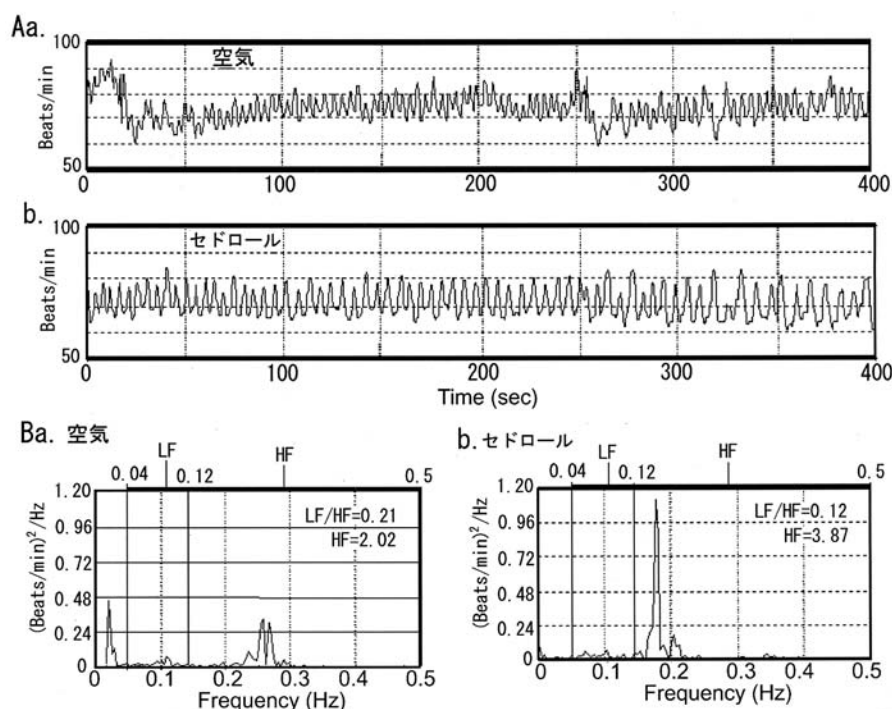 Aa.
100
空気
Beats/min
50
0 100 200 300 400
b.
100
セドロール
Beats/min
50
0 100 200 300 400
Time (sec)
Ba. 空気
LF HF
0.04 0.12 0.5
1.20
LF/HF=0.21
0.96
HF=2.02
0.72
0.48
0.24
0
(Beats/min)²/Hz
0 0.1 0.2 0.3 0.4 0.5
Frequency (Hz)
b. セドロール
LF HF
0.04 0.12 0.5
1.20
LF/HF=0.12
0.96
HF=3.87
0.72
0.48
0.24
0
(Beats/min)²/Hz
0 0.1 0.2 0.3 0.4 0.5
Frequency (Hz)